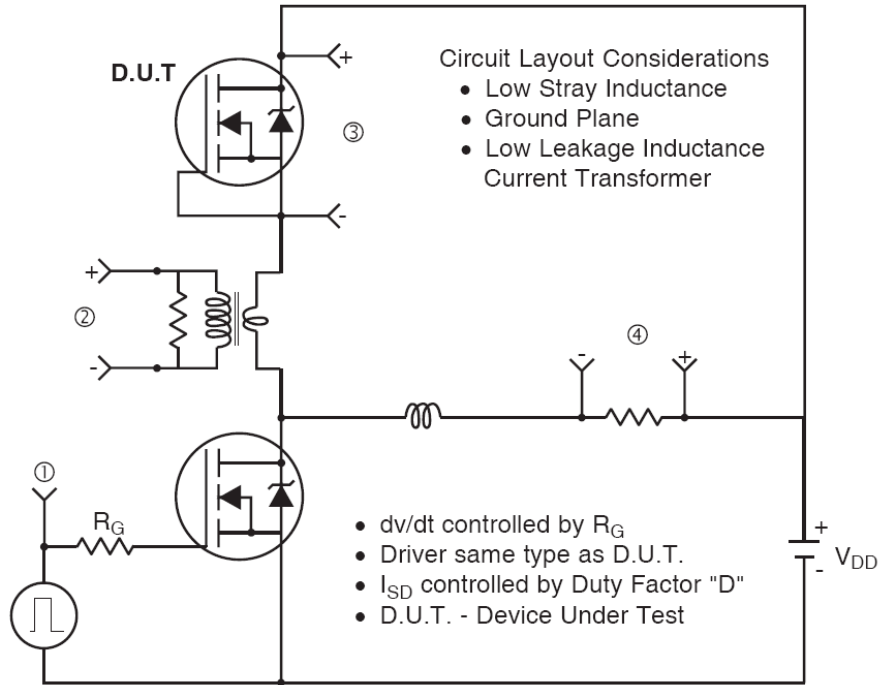 D.U.T
+
Circuit Layout Considerations
• Low Stray Inductance
• Ground Plane
• Low Leakage Inductance
Current Transformer
③
-
+
②
-
④
-
+
①
R_G
• dv/dt controlled by R_G
• Driver same type as D.U.T.
• I_SD controlled by Duty Factor "D"
• D.U.T. - Device Under Test
+
V_DD
-